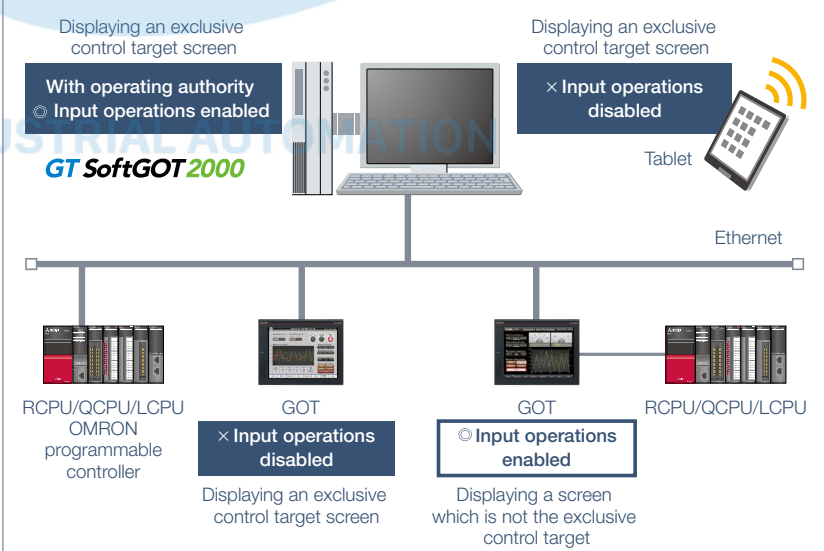 Displaying an exclusive
control target screen
With operating authority
◎ Input operations enabled
GT SoftGOT2000
Displaying an exclusive
control target screen
× Input operations
disabled
Tablet
INDUSTRIAL AUTOMATION
Ethernet
RCPU/QCPU/LCPU
OMRON
programmable
controller
GOT
× Input operations
disabled
Displaying an exclusive
control target screen
GOT
◎ Input operations
enabled
Displaying a screen
which is not the exclusive
control target
RCPU/QCPU/LCPU